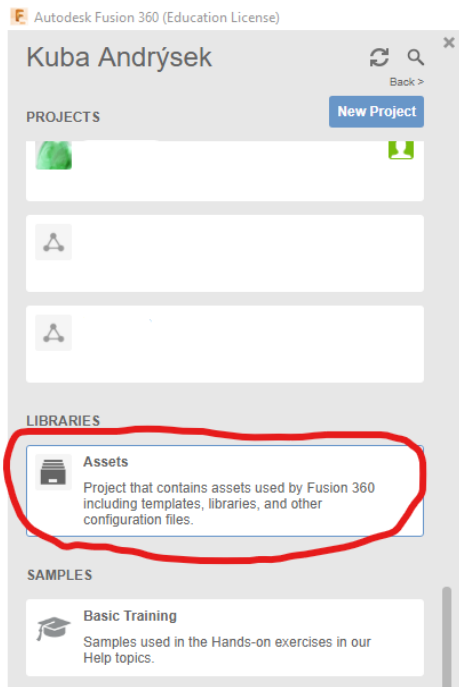 Autodesk Fusion 360 (Education License)
Kuba Andrýsek
Back >
PROJECTS
New Project
LIBRARIES
Assets
Project that contains assets used by Fusion 360
including templates, libraries, and other
configuration files.
SAMPLES
Basic Training
Samples used in the Hands-on exercises in our
Help topics.